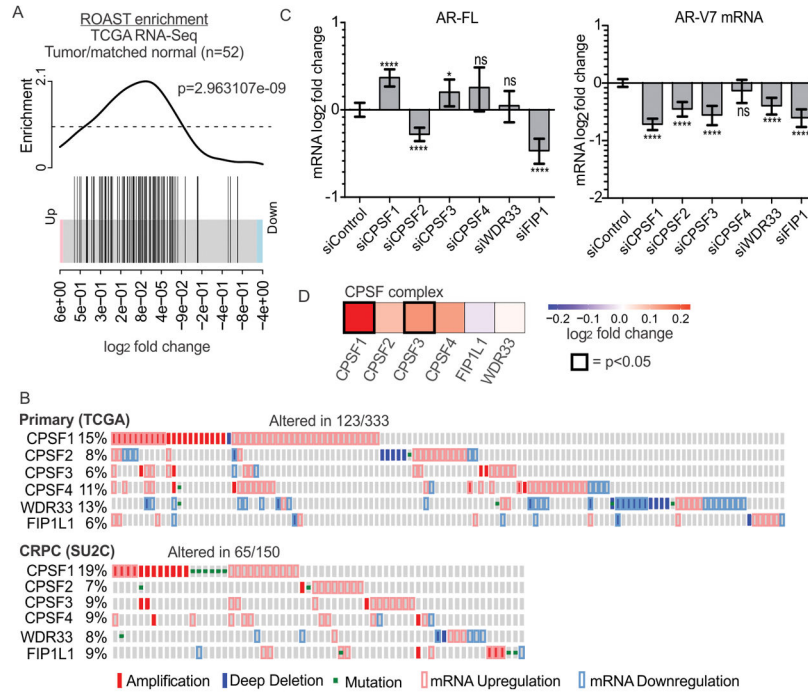 A
ROAST enrichment
TCGA RNA-Seq
Tumor/matched normal (n=52)
p=2.963107e-09
Enrichment
2.1
0
Up
Down
6e+00
5e-01
3e-01
2e-01
8e-02
4e-05
-9e-02
-2e-01
-6e-01
-4e+00
log2 fold change
C
AR-FL
mRNA log2 fold change
1
0
-1
****
****
*
ns
ns
****
siControl
siCPSF1
siCPSF2
siCPSF3
siCPSF4
siWDR33
siFIP1
AR-V7 mRNA
mRNA log2 fold change
1
0
-1
-2
****
****
****
ns
****
****
siControl
siCPSF1
siCPSF2
siCPSF3
siCPSF4
siWDR33
siFIP1
D
CPSF complex
CPSF1
CPSF2
CPSF3
CPSF4
FIP1L1
WDR33
-0.2 -0.1 0.0 0.1 0.2
log2 fold change
= p<0.05
B
Primary (TCGA)
Altered in 123/333
CPSF1 15%
CPSF2 8%
CPSF3 6%
CPSF4 11%
WDR33 13%
FIP1L1 6%
CRPC (SU2C)
Altered in 65/150
CPSF1 19%
CPSF2 7%
CPSF3 9%
CPSF4 9%
WDR33 8%
FIP1L1 9%
Amplification Deep Deletion Mutation mRNA Upregulation mRNA Downregulation